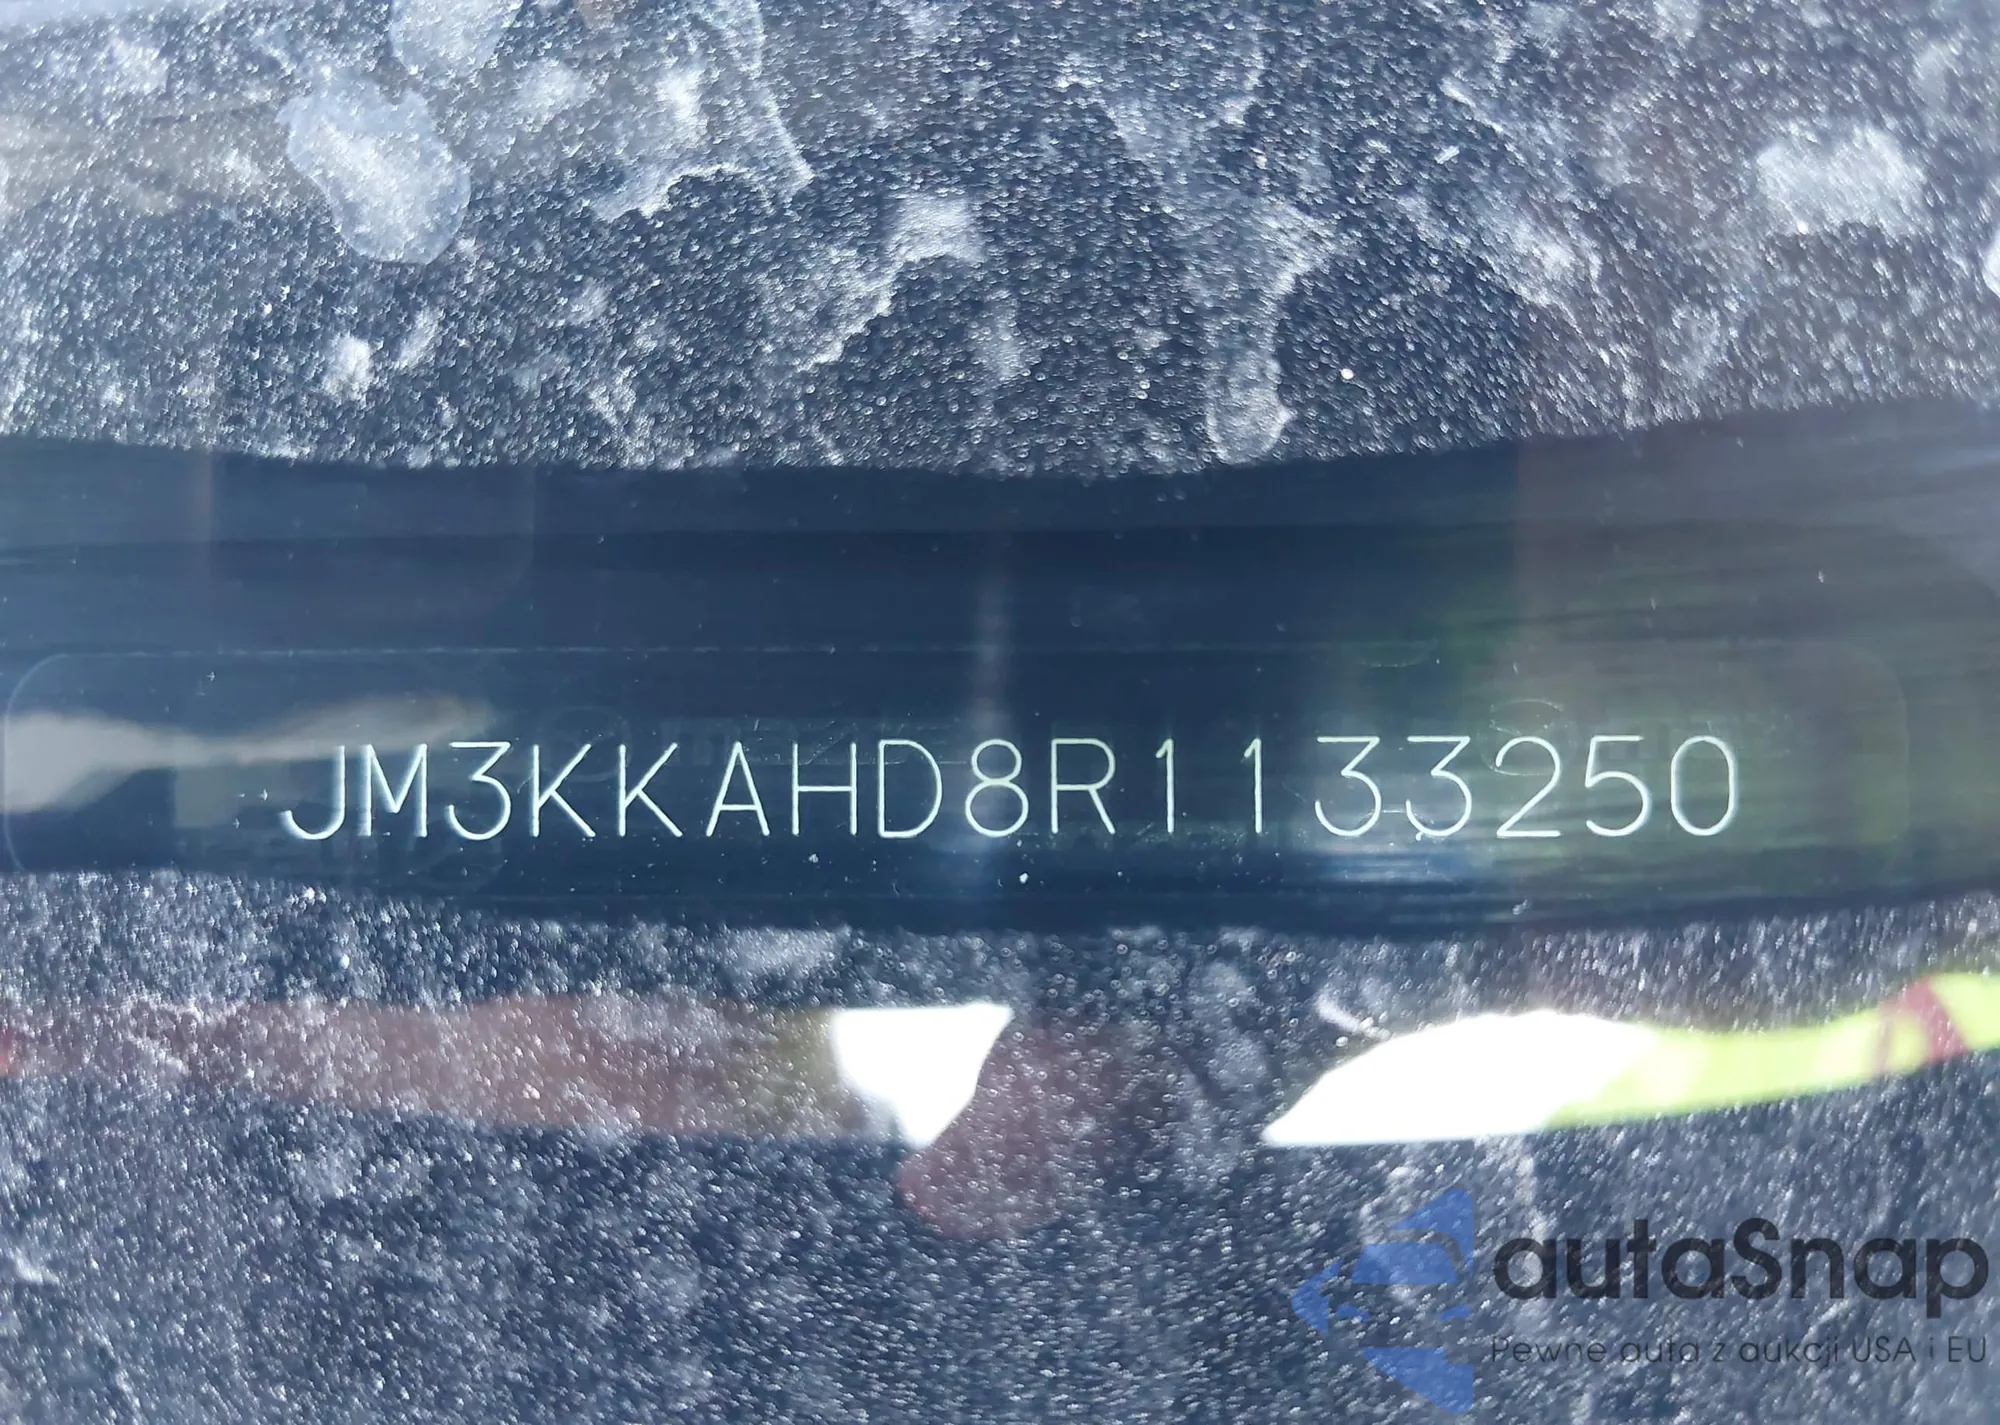 JM3KKAHD8R1133250
autaSnap
Pewne auta z aukcji USA i EU